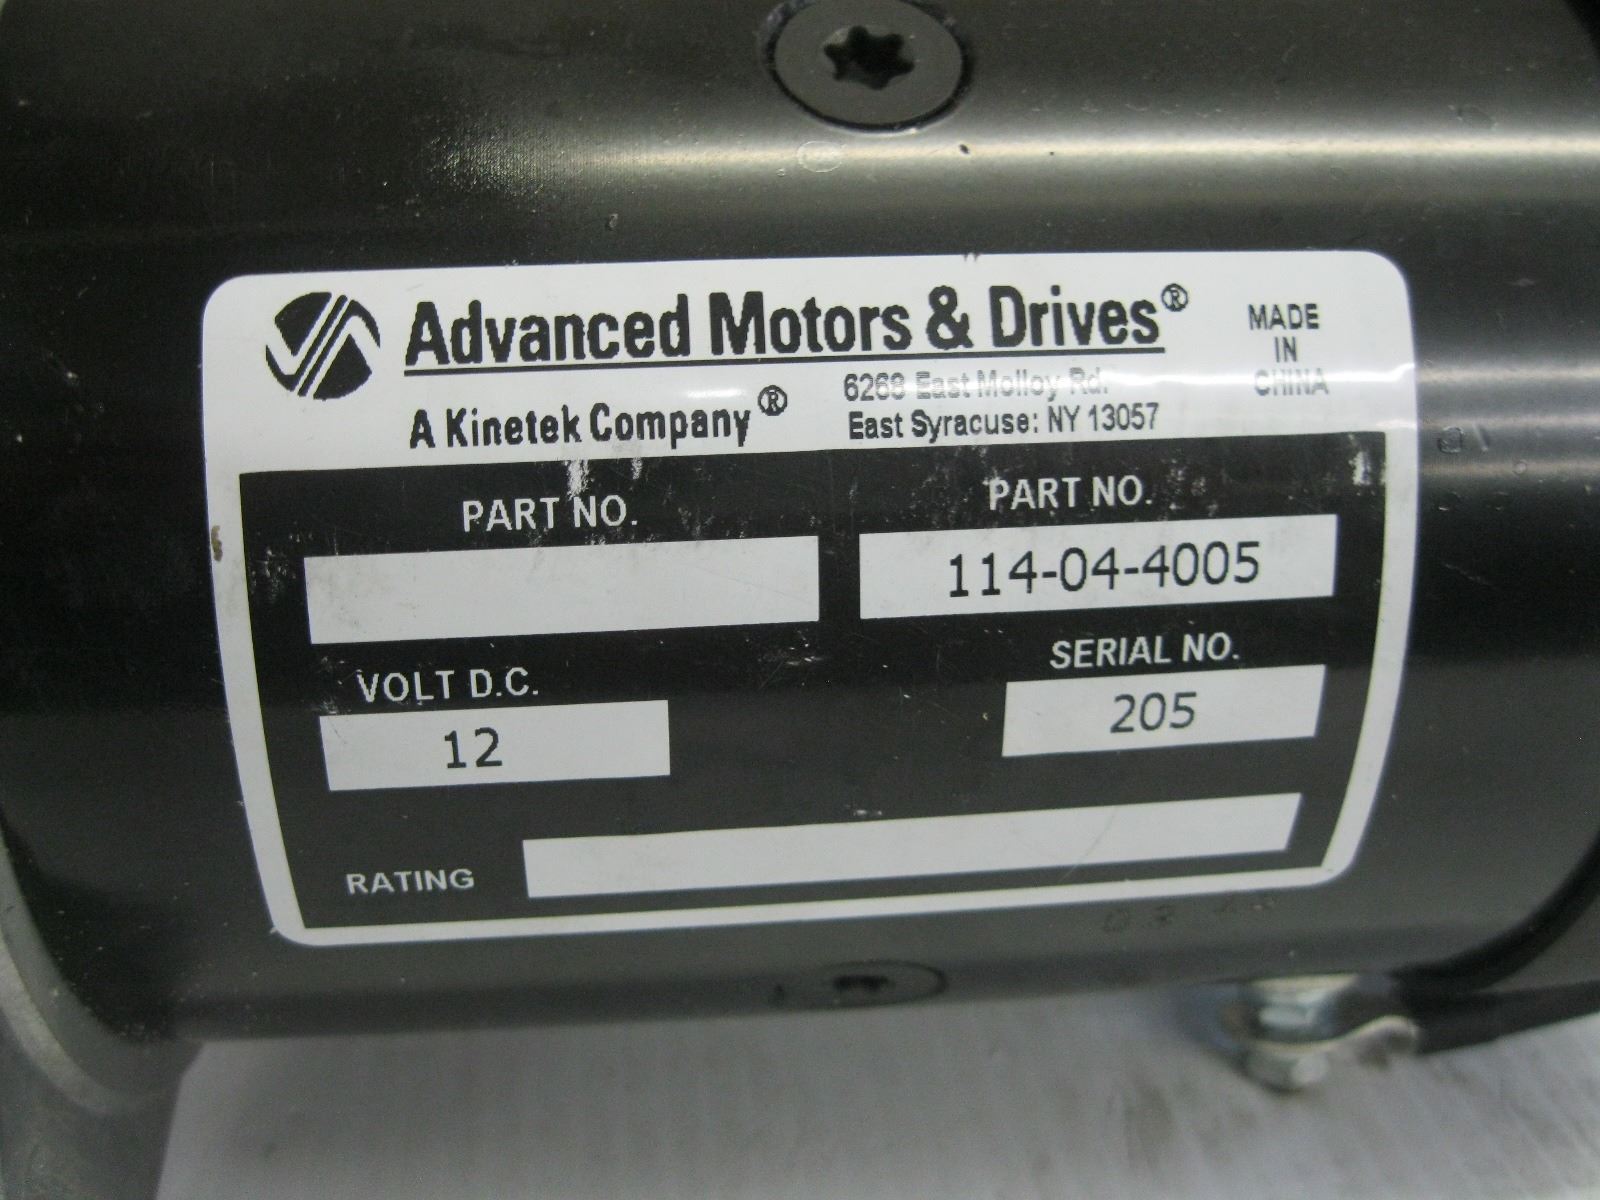 Advanced Motors & Drives®
MADE
IN
CHINA
A Kinetek Company®
6268 East Molloy Rd.
East Syracuse: NY 13057
PART NO.
PART NO.
114-04-4005
VOLT D.C.
12
SERIAL NO.
205
RATING